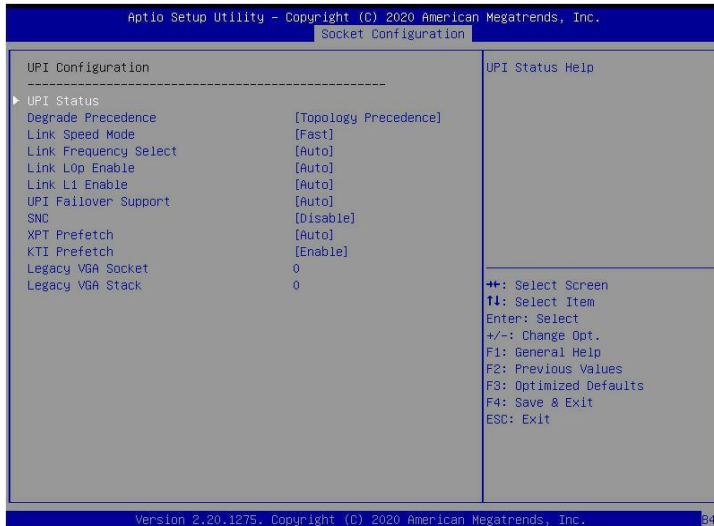 Aptio Setup Utility – Copyright (C) 2020 American Megatrends, Inc.
Socket Configuration
UPI Configuration
UPI Status
Degrade Precedence [Topology Precedence]
Link Speed Mode [Fast]
Link Frequency Select [Auto]
Link L0p Enable [Auto]
Link L1 Enable [Auto]
UPI Failover Support [Auto]
SNC [Disable]
XPT Prefetch [Auto]
KTI Prefetch [Enable]
Legacy VGA Socket 0
Legacy VGA Stack 0
UPI Status Help
→←: Select Screen
↑↓: Select Item
Enter: Select
+/-: Change Opt.
F1: General Help
F2: Previous Values
F3: Optimized Defaults
F4: Save & Exit
ESC: Exit
Version 2.20.1275. Copyright (C) 2020 American Megatrends, Inc.
B4